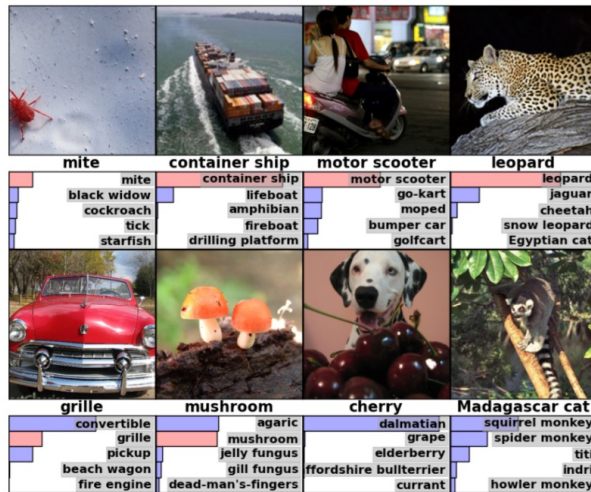 mite
container ship
motor scooter
leopard
mite
black widow
cockroach
tick
starfish
container ship
lifeboat
amphibian
fireboat
drilling platform
motor scooter
go-kart
moped
bumper car
golfcart
leopard
jaguar
cheetah
snow leopard
Egyptian cat
grille
mushroom
cherry
Madagascar cat
convertible
grille
pickup
beach wagon
fire engine
agaric
mushroom
jelly fungus
gill fungus
dead-man's-fingers
dalmatian
grape
elderberry
ffordshire bullterrier
currant
squirrel monkey
spider monkey
titi
indri
howler monkey